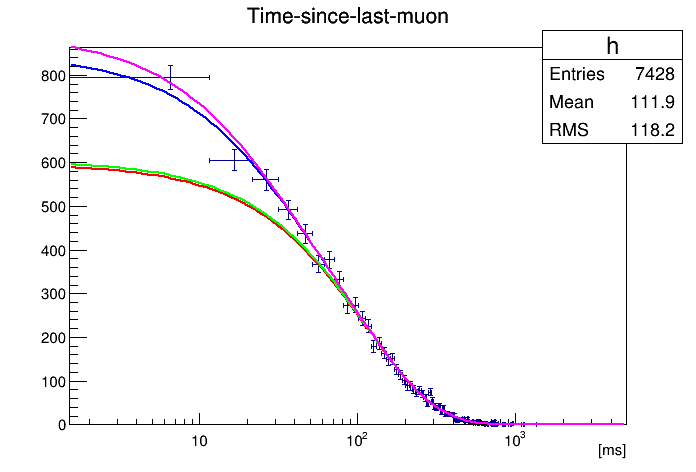 Time-since-last-muon
h
Entries 7428
Mean 111.9
RMS 118.2
800
700
600
500
400
300
200
100
0
10 10² 10³
[ms]